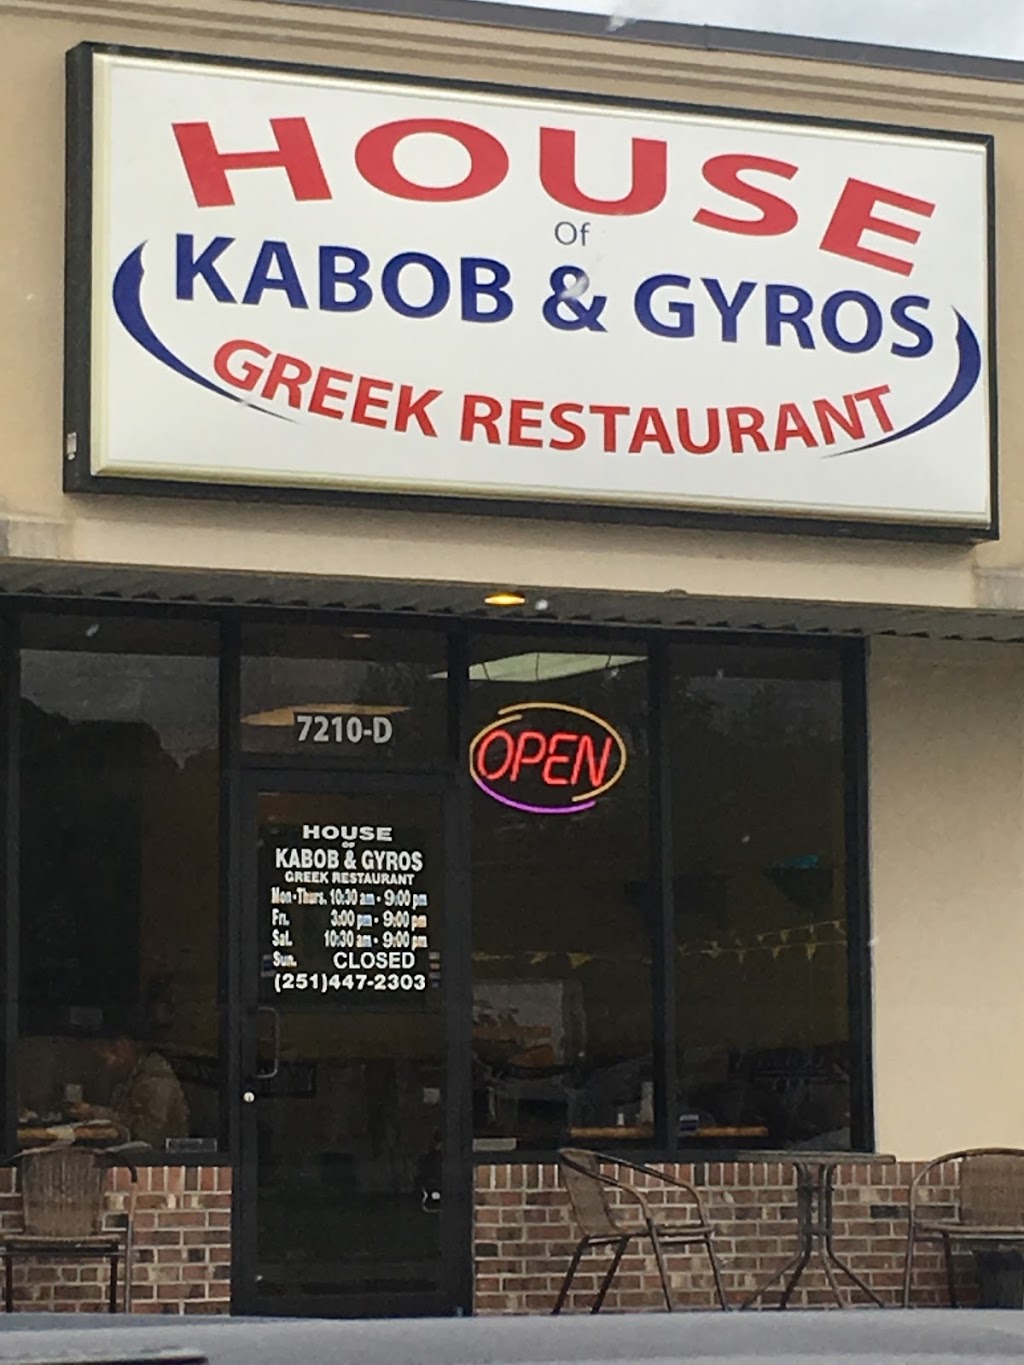 HOUSE
Of
KABOB & GYROS
GREEK RESTAURANT
7210-D
OPEN
HOUSE
OF
KABOB & GYROS
GREEK RESTAURANT
Mon-Thurs. 10:30 am - 9:00 pm
Fri. 3:00 pm - 9:00 pm
Sat. 10:30 am - 9:00 pm
Sun. CLOSED
(251)447-2303